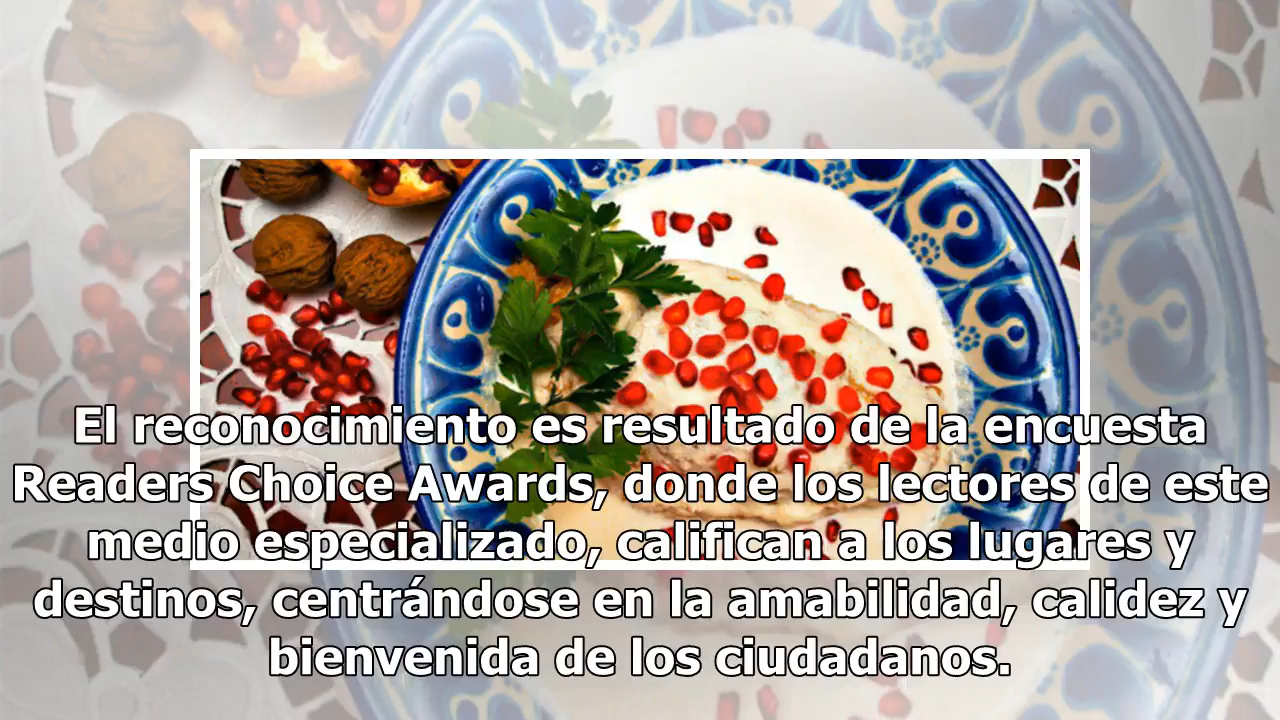 El reconocimiento es resultado de la encuesta
Readers Choice Awards, donde los lectores de este
medio especializado, califican a los lugares y
destinos, centrándose en la amabilidad, calidez y
bienvenida de los ciudadanos.